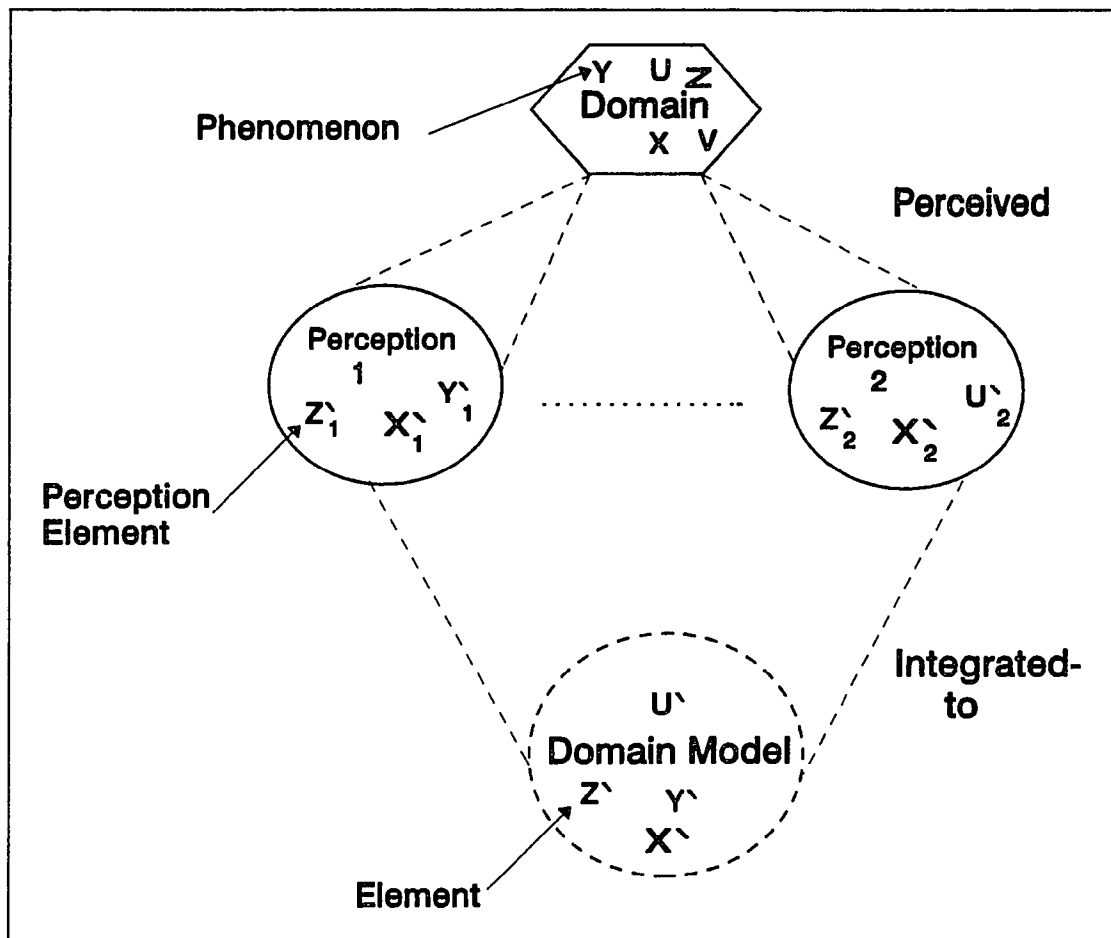 Y U Z
Domain
X V
Phenomenon
Perceived
Perception
1
Z`1 X`1 Y`1
Perception
2
Z`2 X`2 U`2
Perception
Element
Integrated-
to
U`
Domain Model
Z` Y`
X`
Element